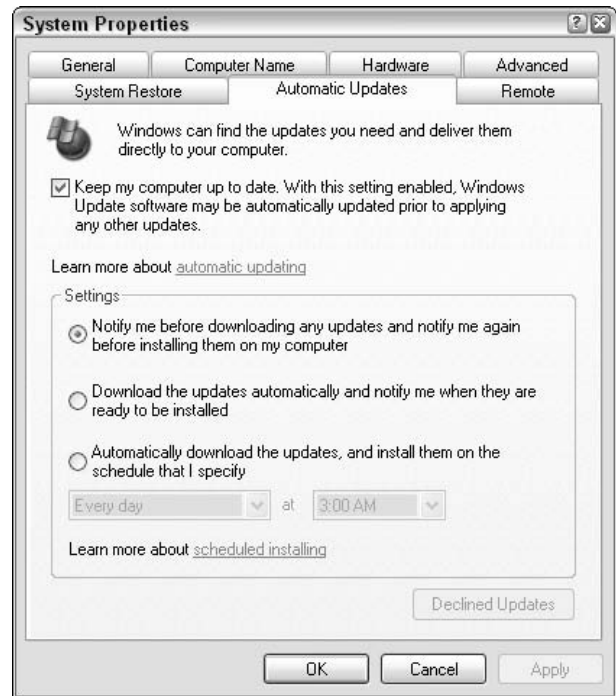 System Properties
General
Computer Name
Hardware
Advanced
System Restore
Automatic Updates
Remote
Windows can find the updates you need and deliver them
directly to your computer.
Keep my computer up to date. With this setting enabled, Windows
Update software may be automatically updated prior to applying
any other updates.
Learn more about automatic updating
Settings
Notify me before downloading any updates and notify me again
before installing them on my computer
Download the updates automatically and notify me when they are
ready to be installed
Automatically download the updates, and install them on the
schedule that I specify
Every day at 3:00 AM
Learn more about scheduled installing
Declined Updates
OK
Cancel
Apply